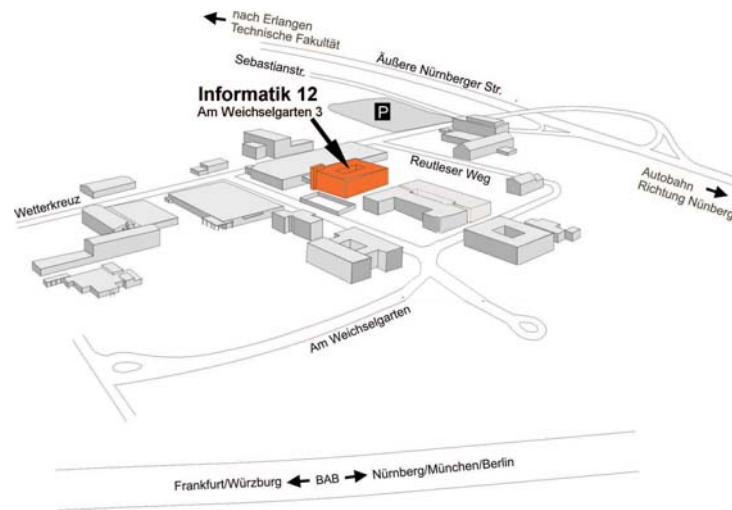 nach Erlangen
Technische Fakultät
Äußere Nürnberger Str.
Sebastianstr.
Informatik 12
Am Weichselgarten 3
P
Reutleser Weg
Autobahn
Richtung Nünberg
Wetterkreuz
Am Weichselgarten
Frankfurt/Würzburg BAB Nürnberg/München/Berlin